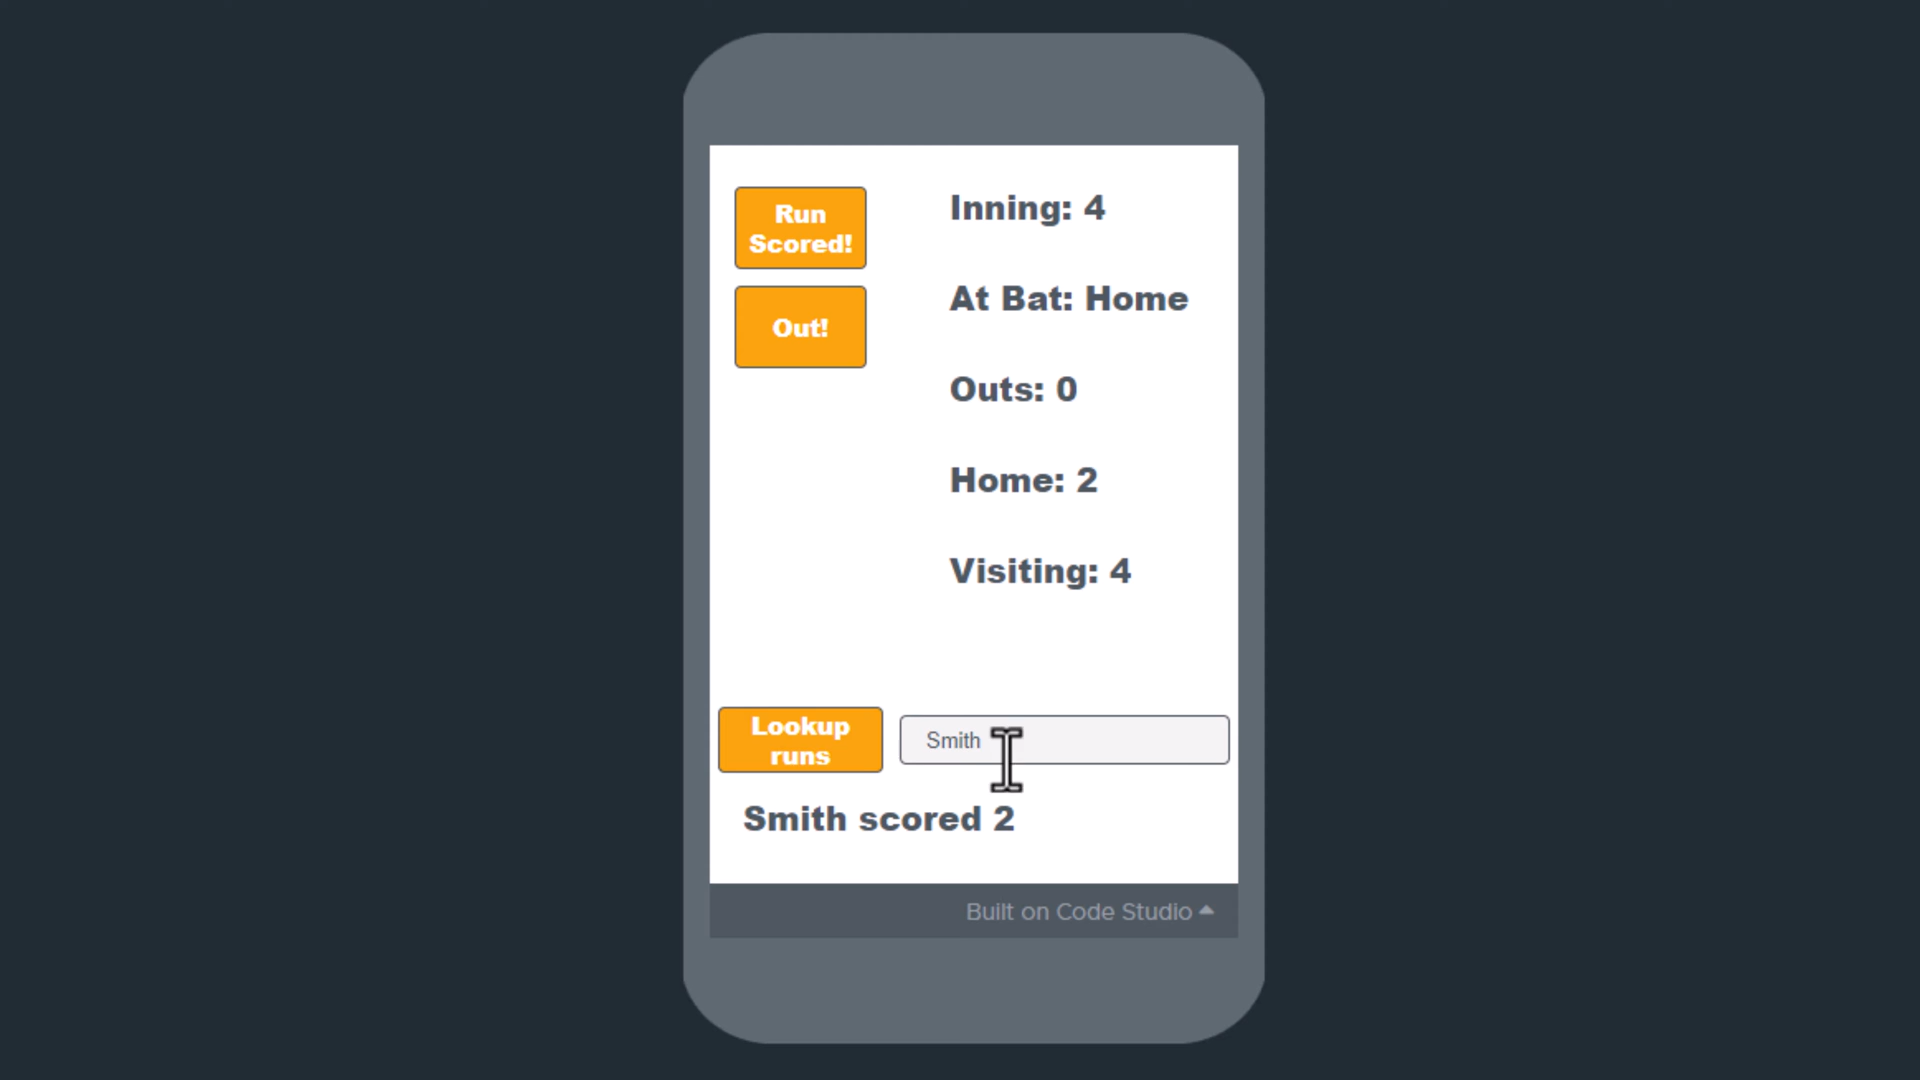 Run
Scored!
Out!
Inning: 4
At Bat: Home
Outs: 0
Home: 2
Visiting: 4
Lookup
runs
Smith
Smith scored 2
Built on Code Studio